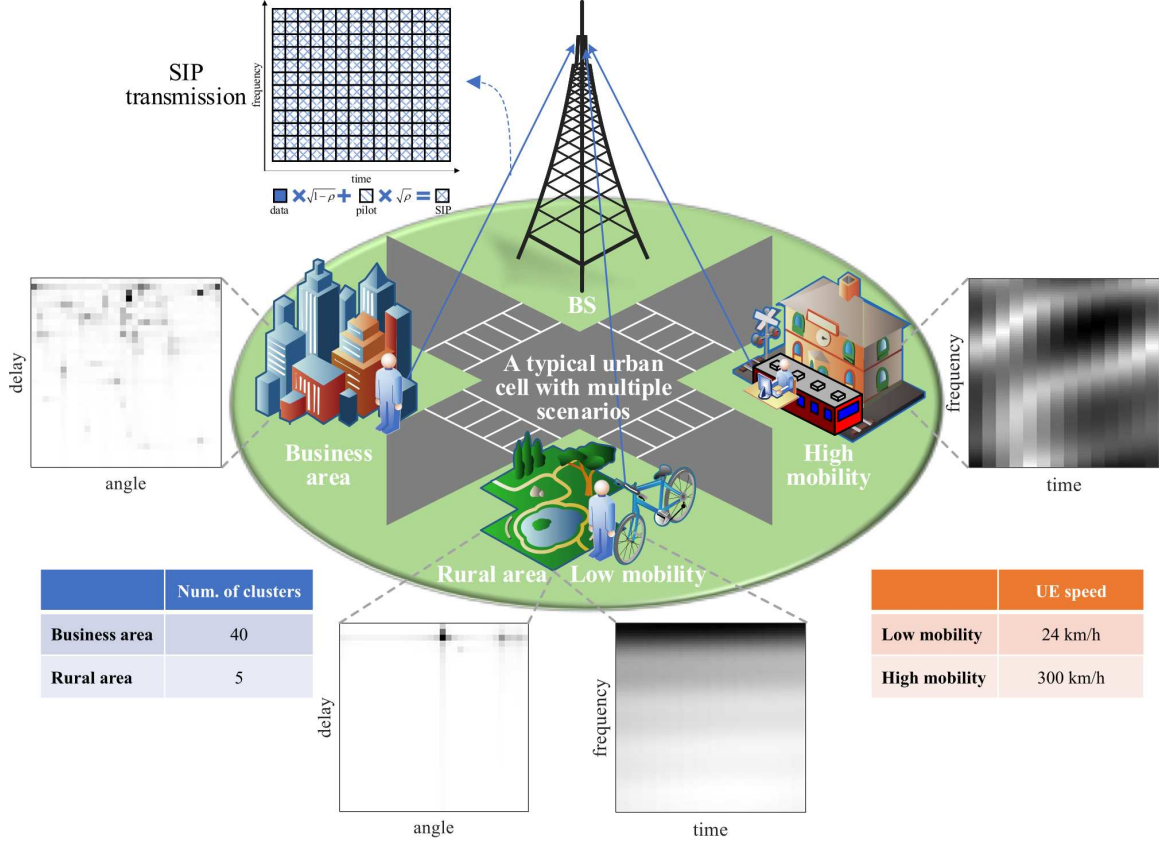 SIP
transmission
frequency
time
data × √1−ρ + pilot × √ρ = SIP
BS
A typical urban
cell with multiple
scenarios
Business
area
High
mobility
Rural area
Low mobility
delay
angle
frequency
time
Num. of clusters
Business area 40
Rural area 5
UE speed
Low mobility 24 km/h
High mobility 300 km/h
delay
angle
frequency
time